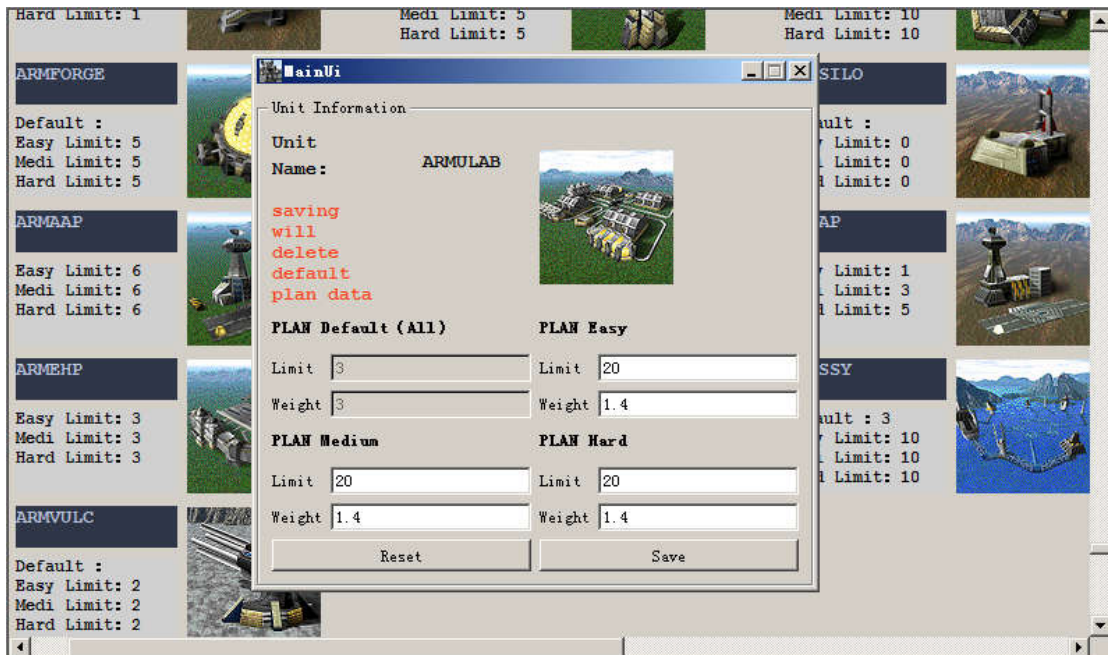 Hard Limit: 1
Medi Limit: 5
Hard Limit: 5
Medi Limit: 10
Hard Limit: 10
ARMFORGE
Default :
Easy Limit: 5
Medi Limit: 5
Hard Limit: 5
SILO
ault :
Limit: 0
Limit: 0
Limit: 0
ARMAAP
Easy Limit: 6
Medi Limit: 6
Hard Limit: 6
AP
Limit: 1
Limit: 3
Limit: 5
ARMEHP
Easy Limit: 3
Medi Limit: 3
Hard Limit: 3
SSY
ault : 3
Limit: 10
Limit: 10
Limit: 10
ARMVULC
Default :
Easy Limit: 2
Medi Limit: 2
Hard Limit: 2
MainUi
Unit Information
Unit
Name:
ARMULAB
saving
will
delete
default
plan data
PLAN Default (All)
Limit 3
Weight 3
PLAN Easy
Limit 20
Weight 1.4
PLAN Medium
Limit 20
Weight 1.4
PLAN Hard
Limit 20
Weight 1.4
Reset
Save